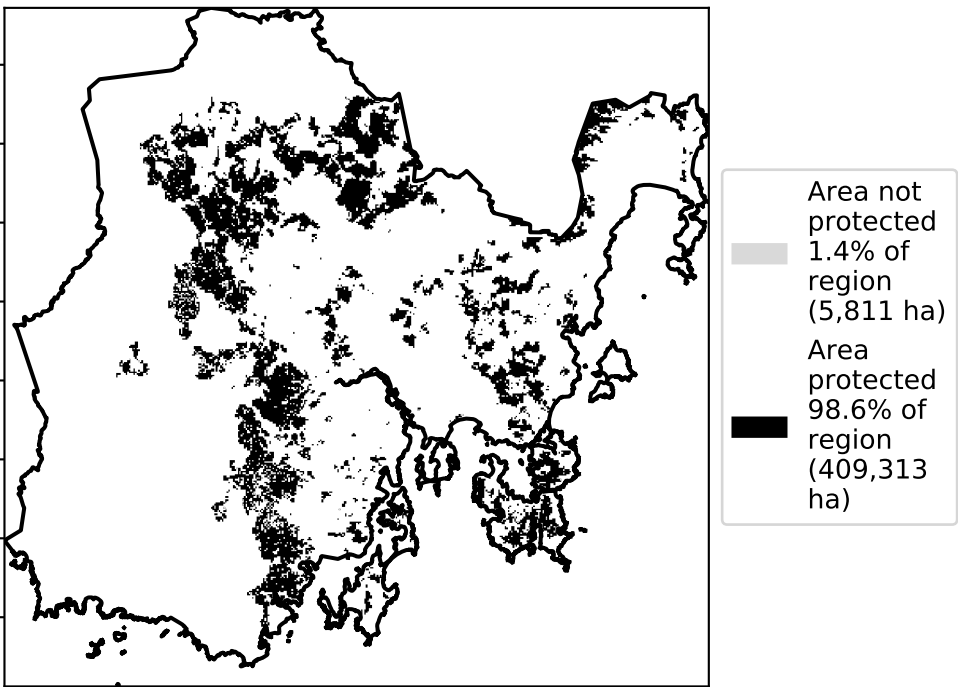 Area not
protected
1.4% of
region
(5,811 ha)
Area
protected
98.6% of
region
(409,313
ha)